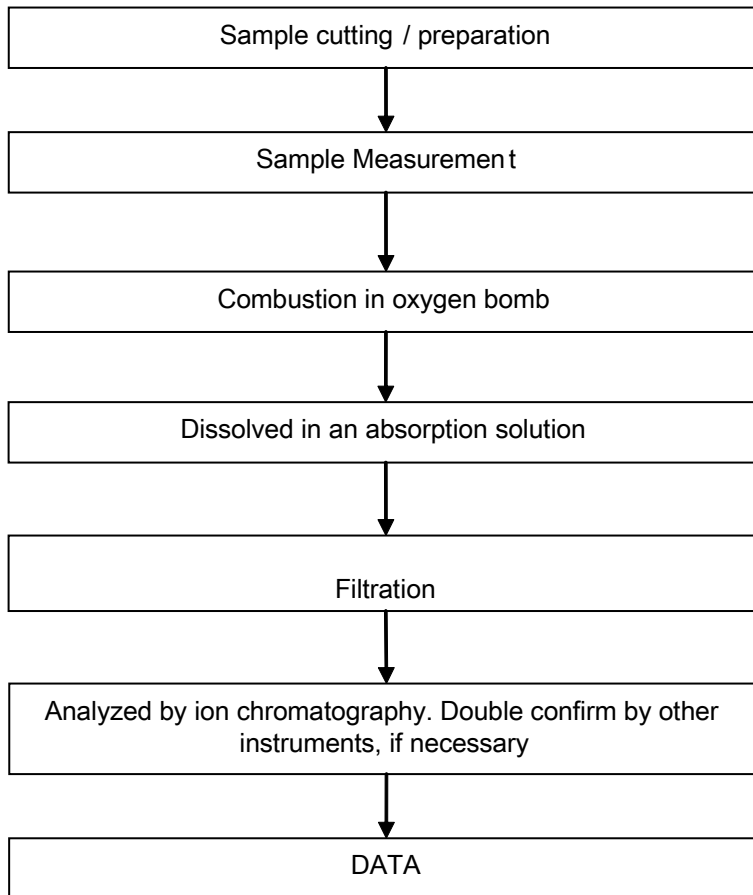 Sample cutting / preparation
Sample Measurement
Combustion in oxygen bomb
Dissolved in an absorption solution
Filtration
Analyzed by ion chromatography. Double confirm by other
instruments, if necessary
DATA